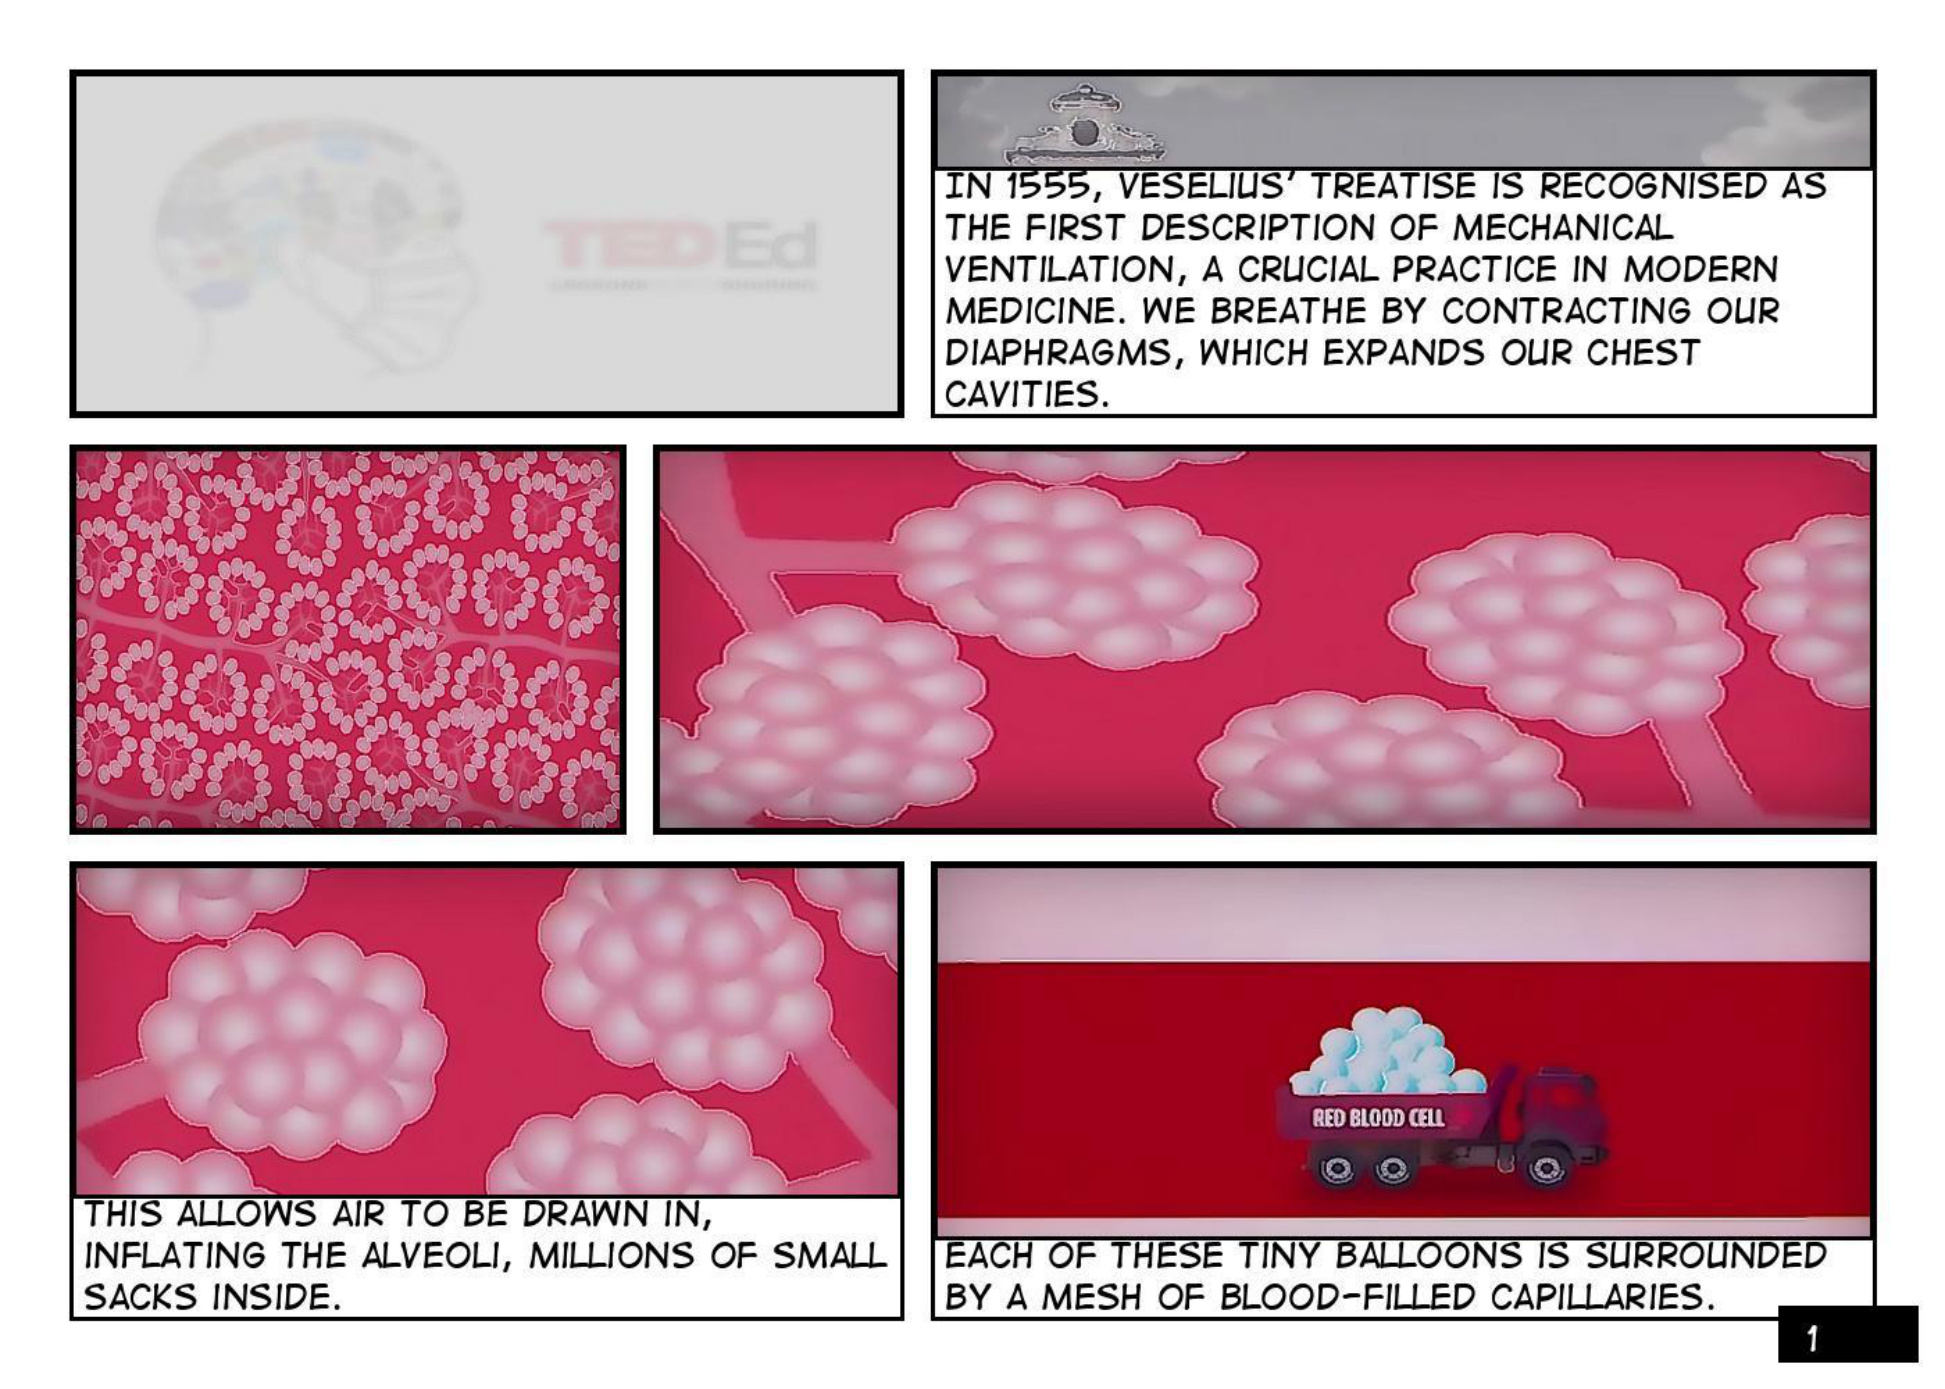 TEDEd
IN 1555, VESELIUS' TREATISE IS RECOGNISED AS
THE FIRST DESCRIPTION OF MECHANICAL
VENTILATION, A CRUCIAL PRACTICE IN MODERN
MEDICINE. WE BREATHE BY CONTRACTING OUR
DIAPHRAGMS, WHICH EXPANDS OUR CHEST
CAVITIES.
THIS ALLOWS AIR TO BE DRAWN IN,
INFLATING THE ALVEOLI, MILLIONS OF SMALL
SACKS INSIDE.
RED BLOOD CELL
EACH OF THESE TINY BALLOONS IS SURROUNDED
BY A MESH OF BLOOD-FILLED CAPILLARIES.
1